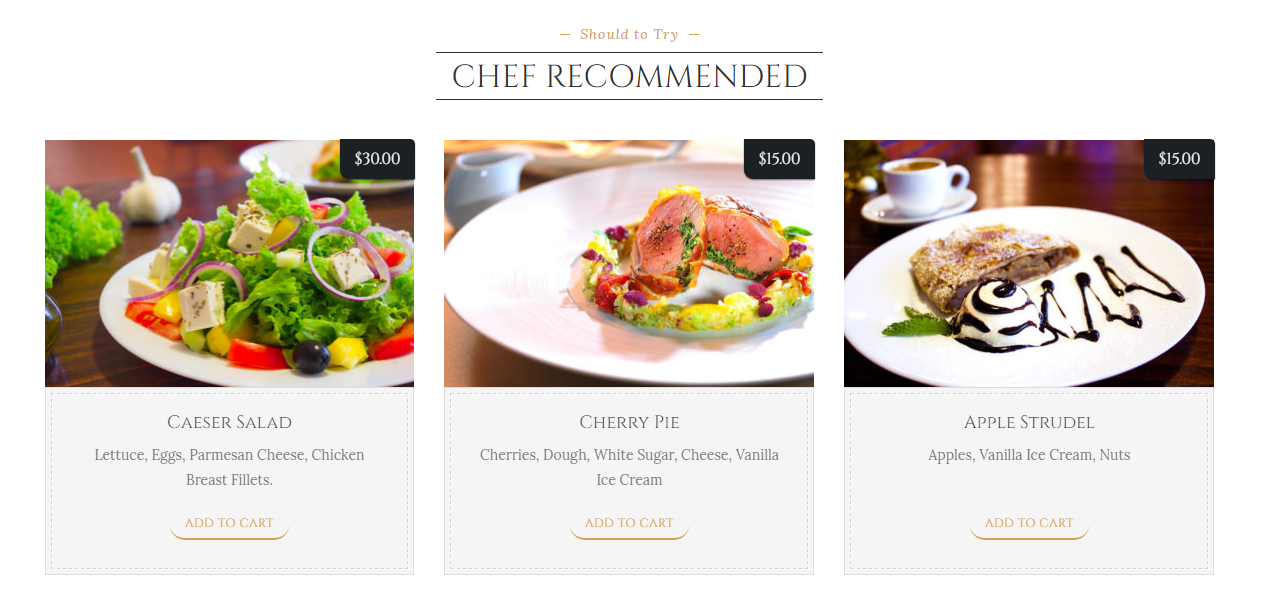 Should to Try
CHEF RECOMMENDED
$30.00
$15.00
$15.00
Caeser Salad
Lettuce, Eggs, Parmesan Cheese, Chicken
Breast Fillets.
ADD TO CART
Cherry Pie
Cherries, Dough, White Sugar, Cheese, Vanilla
Ice Cream
ADD TO CART
Apple Strudel
Apples, Vanilla Ice Cream, Nuts
ADD TO CART